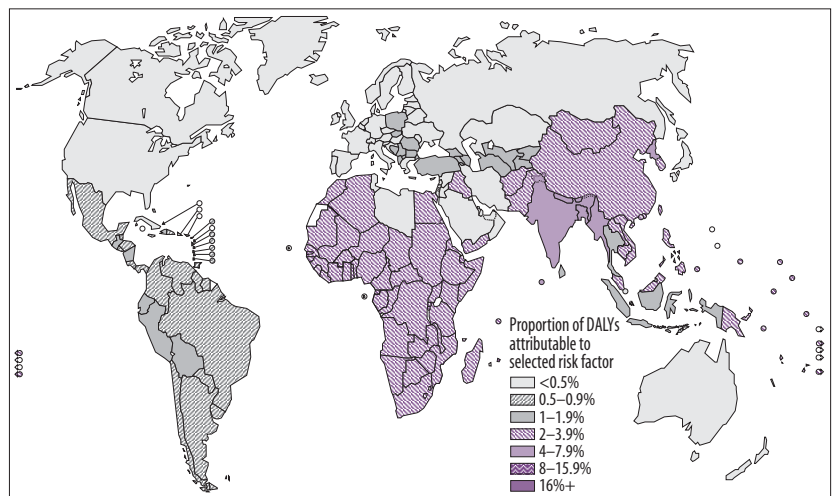 Proportion of DALYs
attributable to
selected risk factor
<0.5%
0.5–0.9%
1–1.9%
2–3.9%
4–7.9%
8–15.9%
16%+